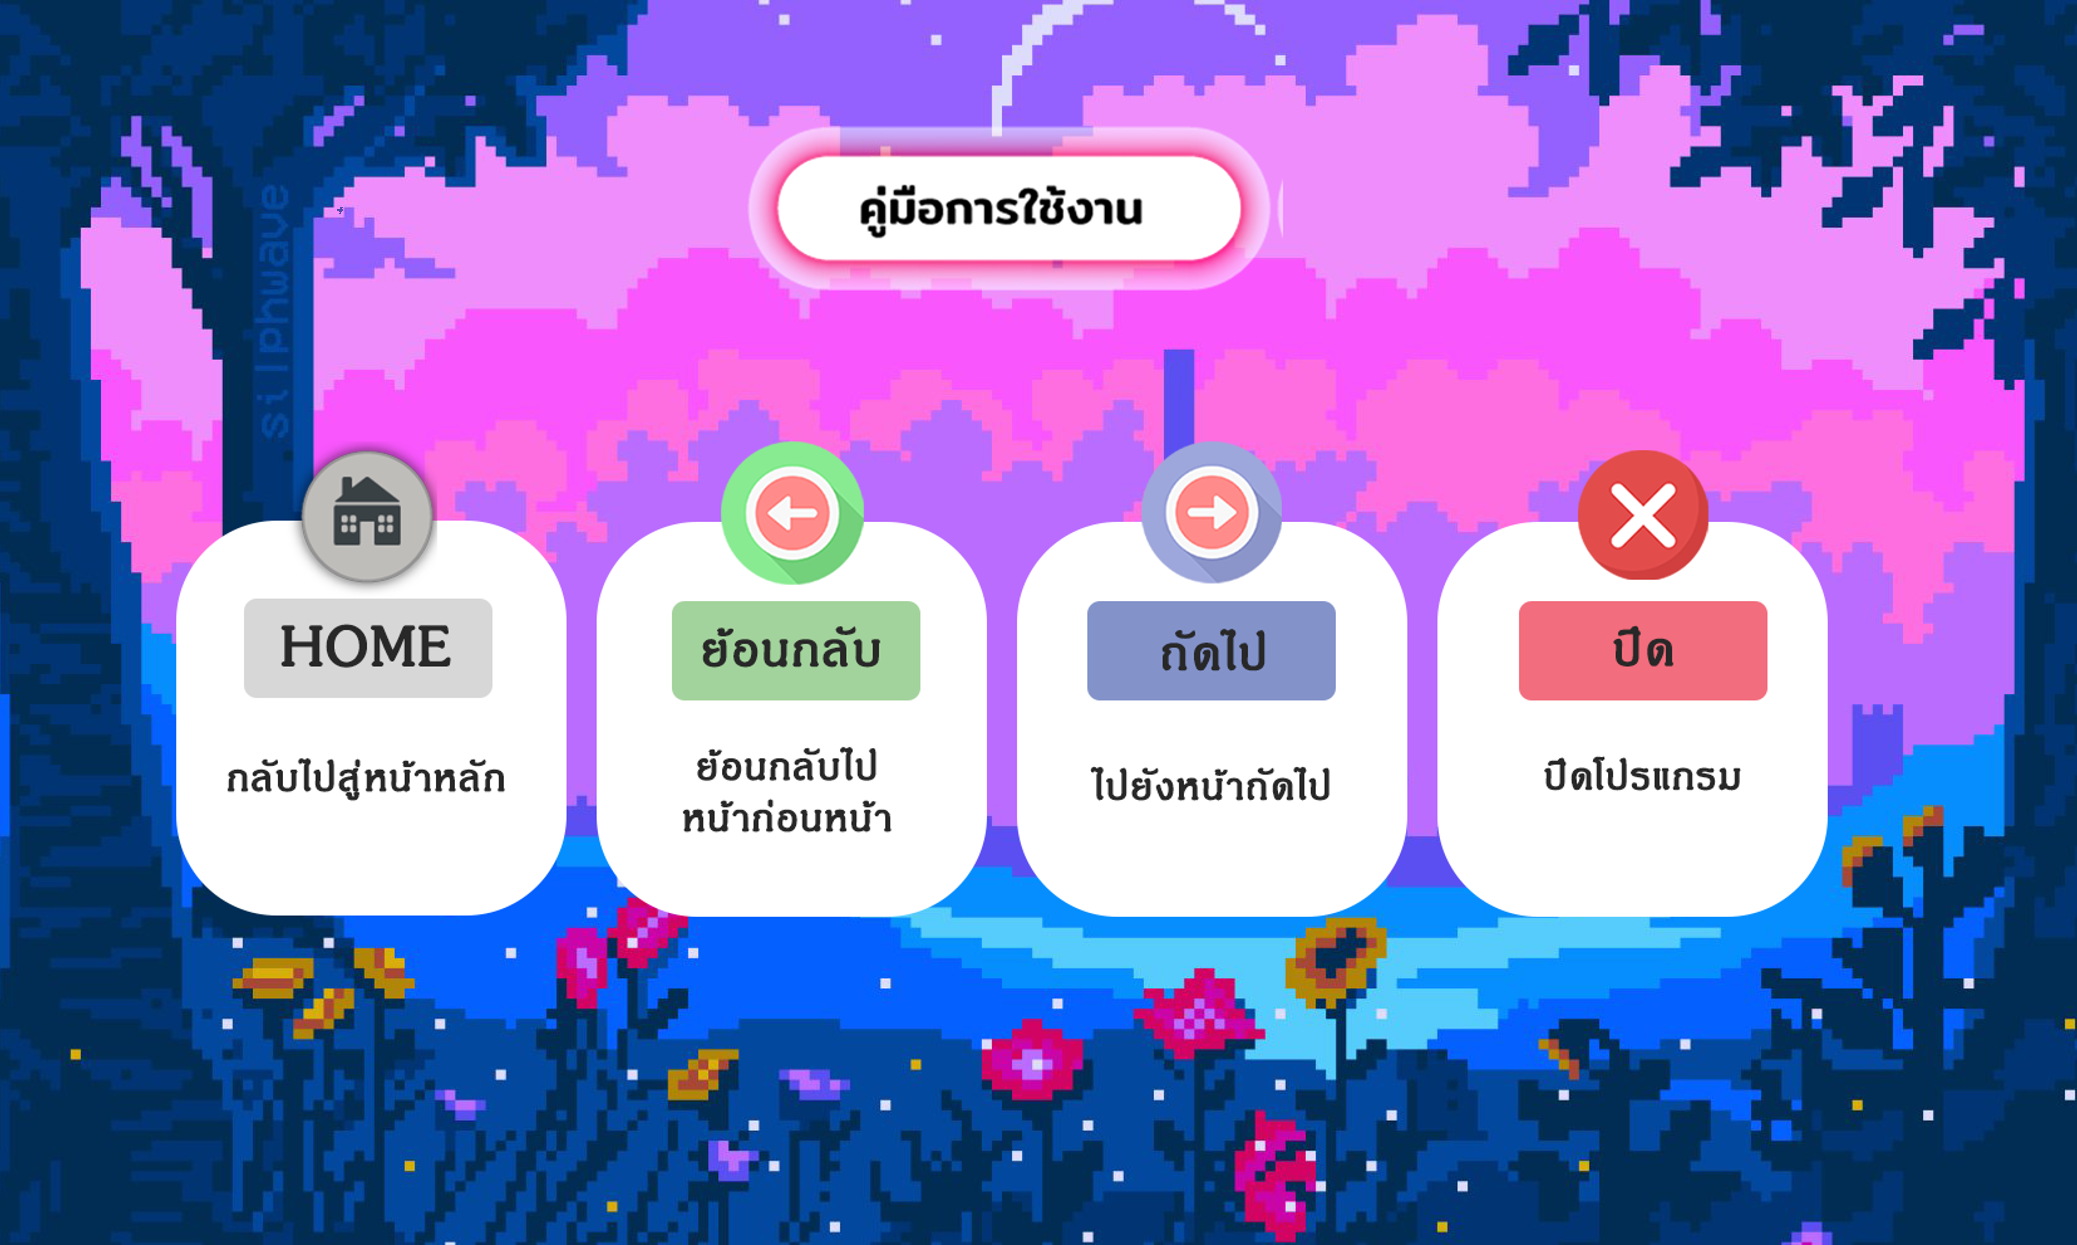 คู่มือการใช้งาน
silphwave
HOME
ย้อนกลับ
ถัดไป
ปิด
กลับไปสู่หน้าหลัก
ย้อนกลับไป
หน้าก่อนหน้า
ไปยังหน้าถัดไป
ปิดโปรแกรม